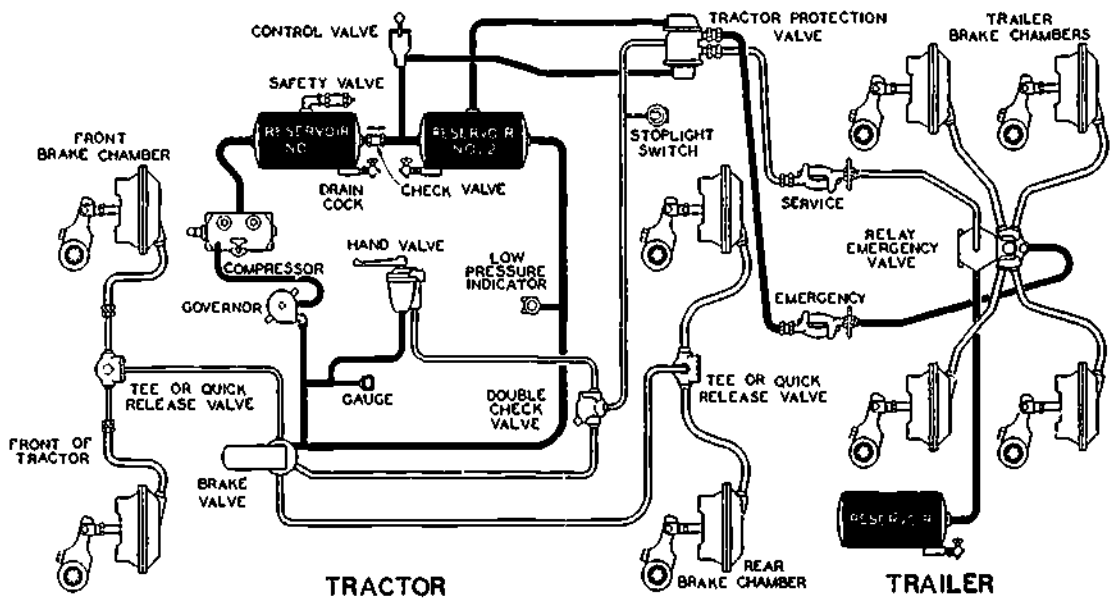 CONTROL VALVE
TRACTOR PROTECTION
VALVE
TRAILER
BRAKE CHAMBERS
SAFETY VALVE
RESERVOIR
NO.
RESERVOIR
NO. 2
STOPLIGHT
SWITCH
FRONT
BRAKE CHAMBER
DRAIN
COCK
CHECK VALVE
SERVICE
HAND VALVE
LOW
PRESSURE
INDICATOR
RELAY
EMERGENCY
VALVE
COMPRESSOR
GOVERNOR
EMERGENCY
TEE OR QUICK
RELEASE VALVE
GAUGE
DOUBLE
CHECK
VALVE
TEE OR QUICK
RELEASE VALVE
FRONT OF
TRACTOR
BRAKE
VALVE
RESERVOIR
REAR
BRAKE CHAMBER
TRACTOR
TRAILER